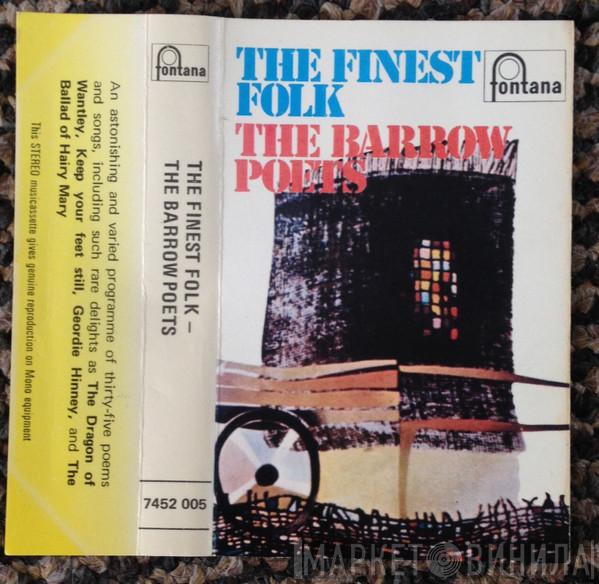 An astonishing and varied programme of thirty-five poems
and songs, including such rare delights as The Dragon of
Wantley, Keep your feet still, Geordie Hinney, and The
Ballad of Hairy Mary
This STEREO musicassette gives genuine reproduction on Mono equipment
fontana
THE FINEST FOLK –
THE BARROW POETS
7452 005
THE FINEST
FOLK
THE BARROW
POETS
fontana
МАРКЕТ ВИНИЛА